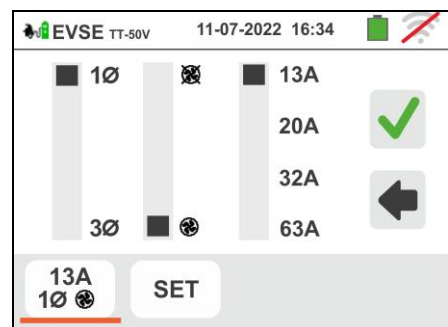 EVSE TT-50V 11-07-2022 16:34
1Ø 13A
20A
32A
3Ø 63A
13A
1Ø
SET